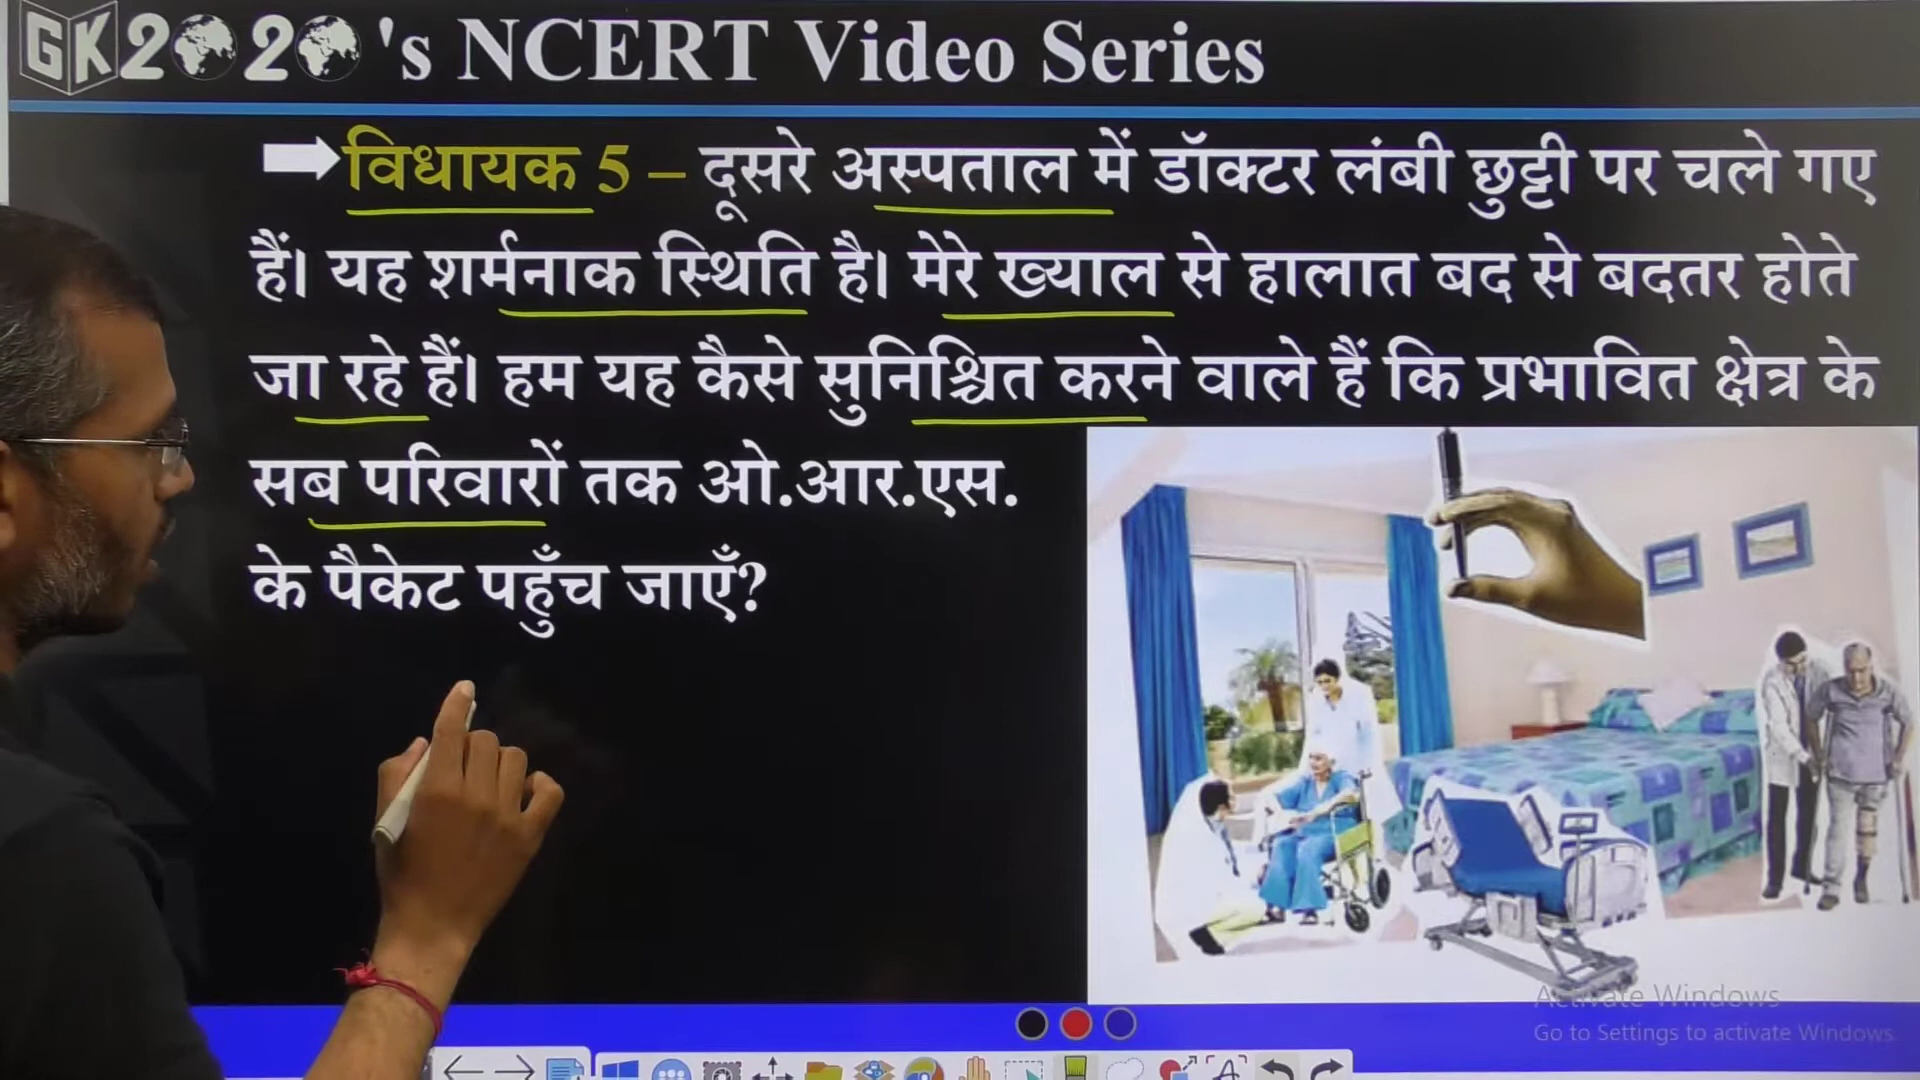 GK2020's NCERT Video Series
विधायक 5 – दूसरे अस्पताल में डॉक्टर लंबी छुट्टी पर चले गए
हैं। यह शर्मनाक स्थिति है। मेरे ख्याल से हालात बद से बदतर होते
जा रहे हैं। हम यह कैसे सुनिश्चित करने वाले हैं कि प्रभावित क्षेत्र के
सब परिवारों तक ओ.आर.एस.
के पैकेट पहुँच जाएँ?
Activate Windows
Go to Settings to activate Windows.